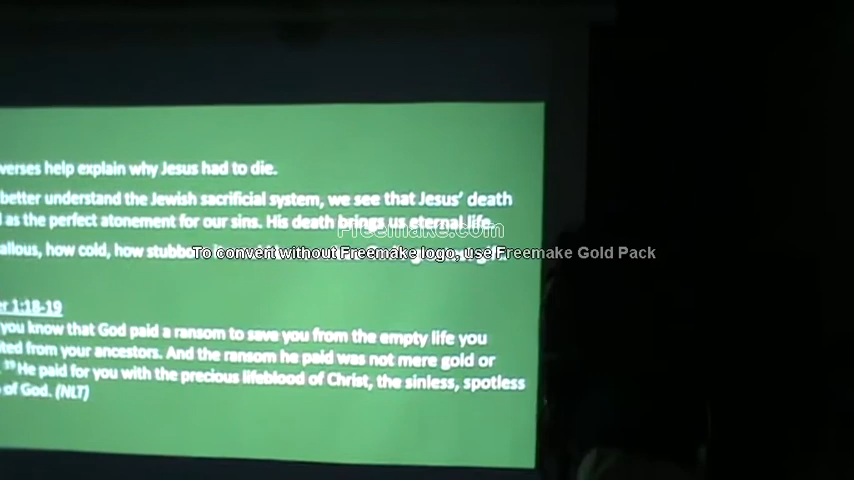 verses help explain why Jesus had to die.
better understand the Jewish sacrificial system, we see that Jesus' death
as the perfect atonement for our sins. His death brings us eternal life.
Freemake.com
allous, how cold, how stubborn
To convert without Freemake logo, use Freemake Gold Pack
er 1:18-19
you know that God paid a ransom to save you from the empty life you
ited from your ancestors. And the ransom he paid was not mere gold or
19 He paid for you with the precious lifeblood of Christ, the sinless, spotless
of God. (NLT)